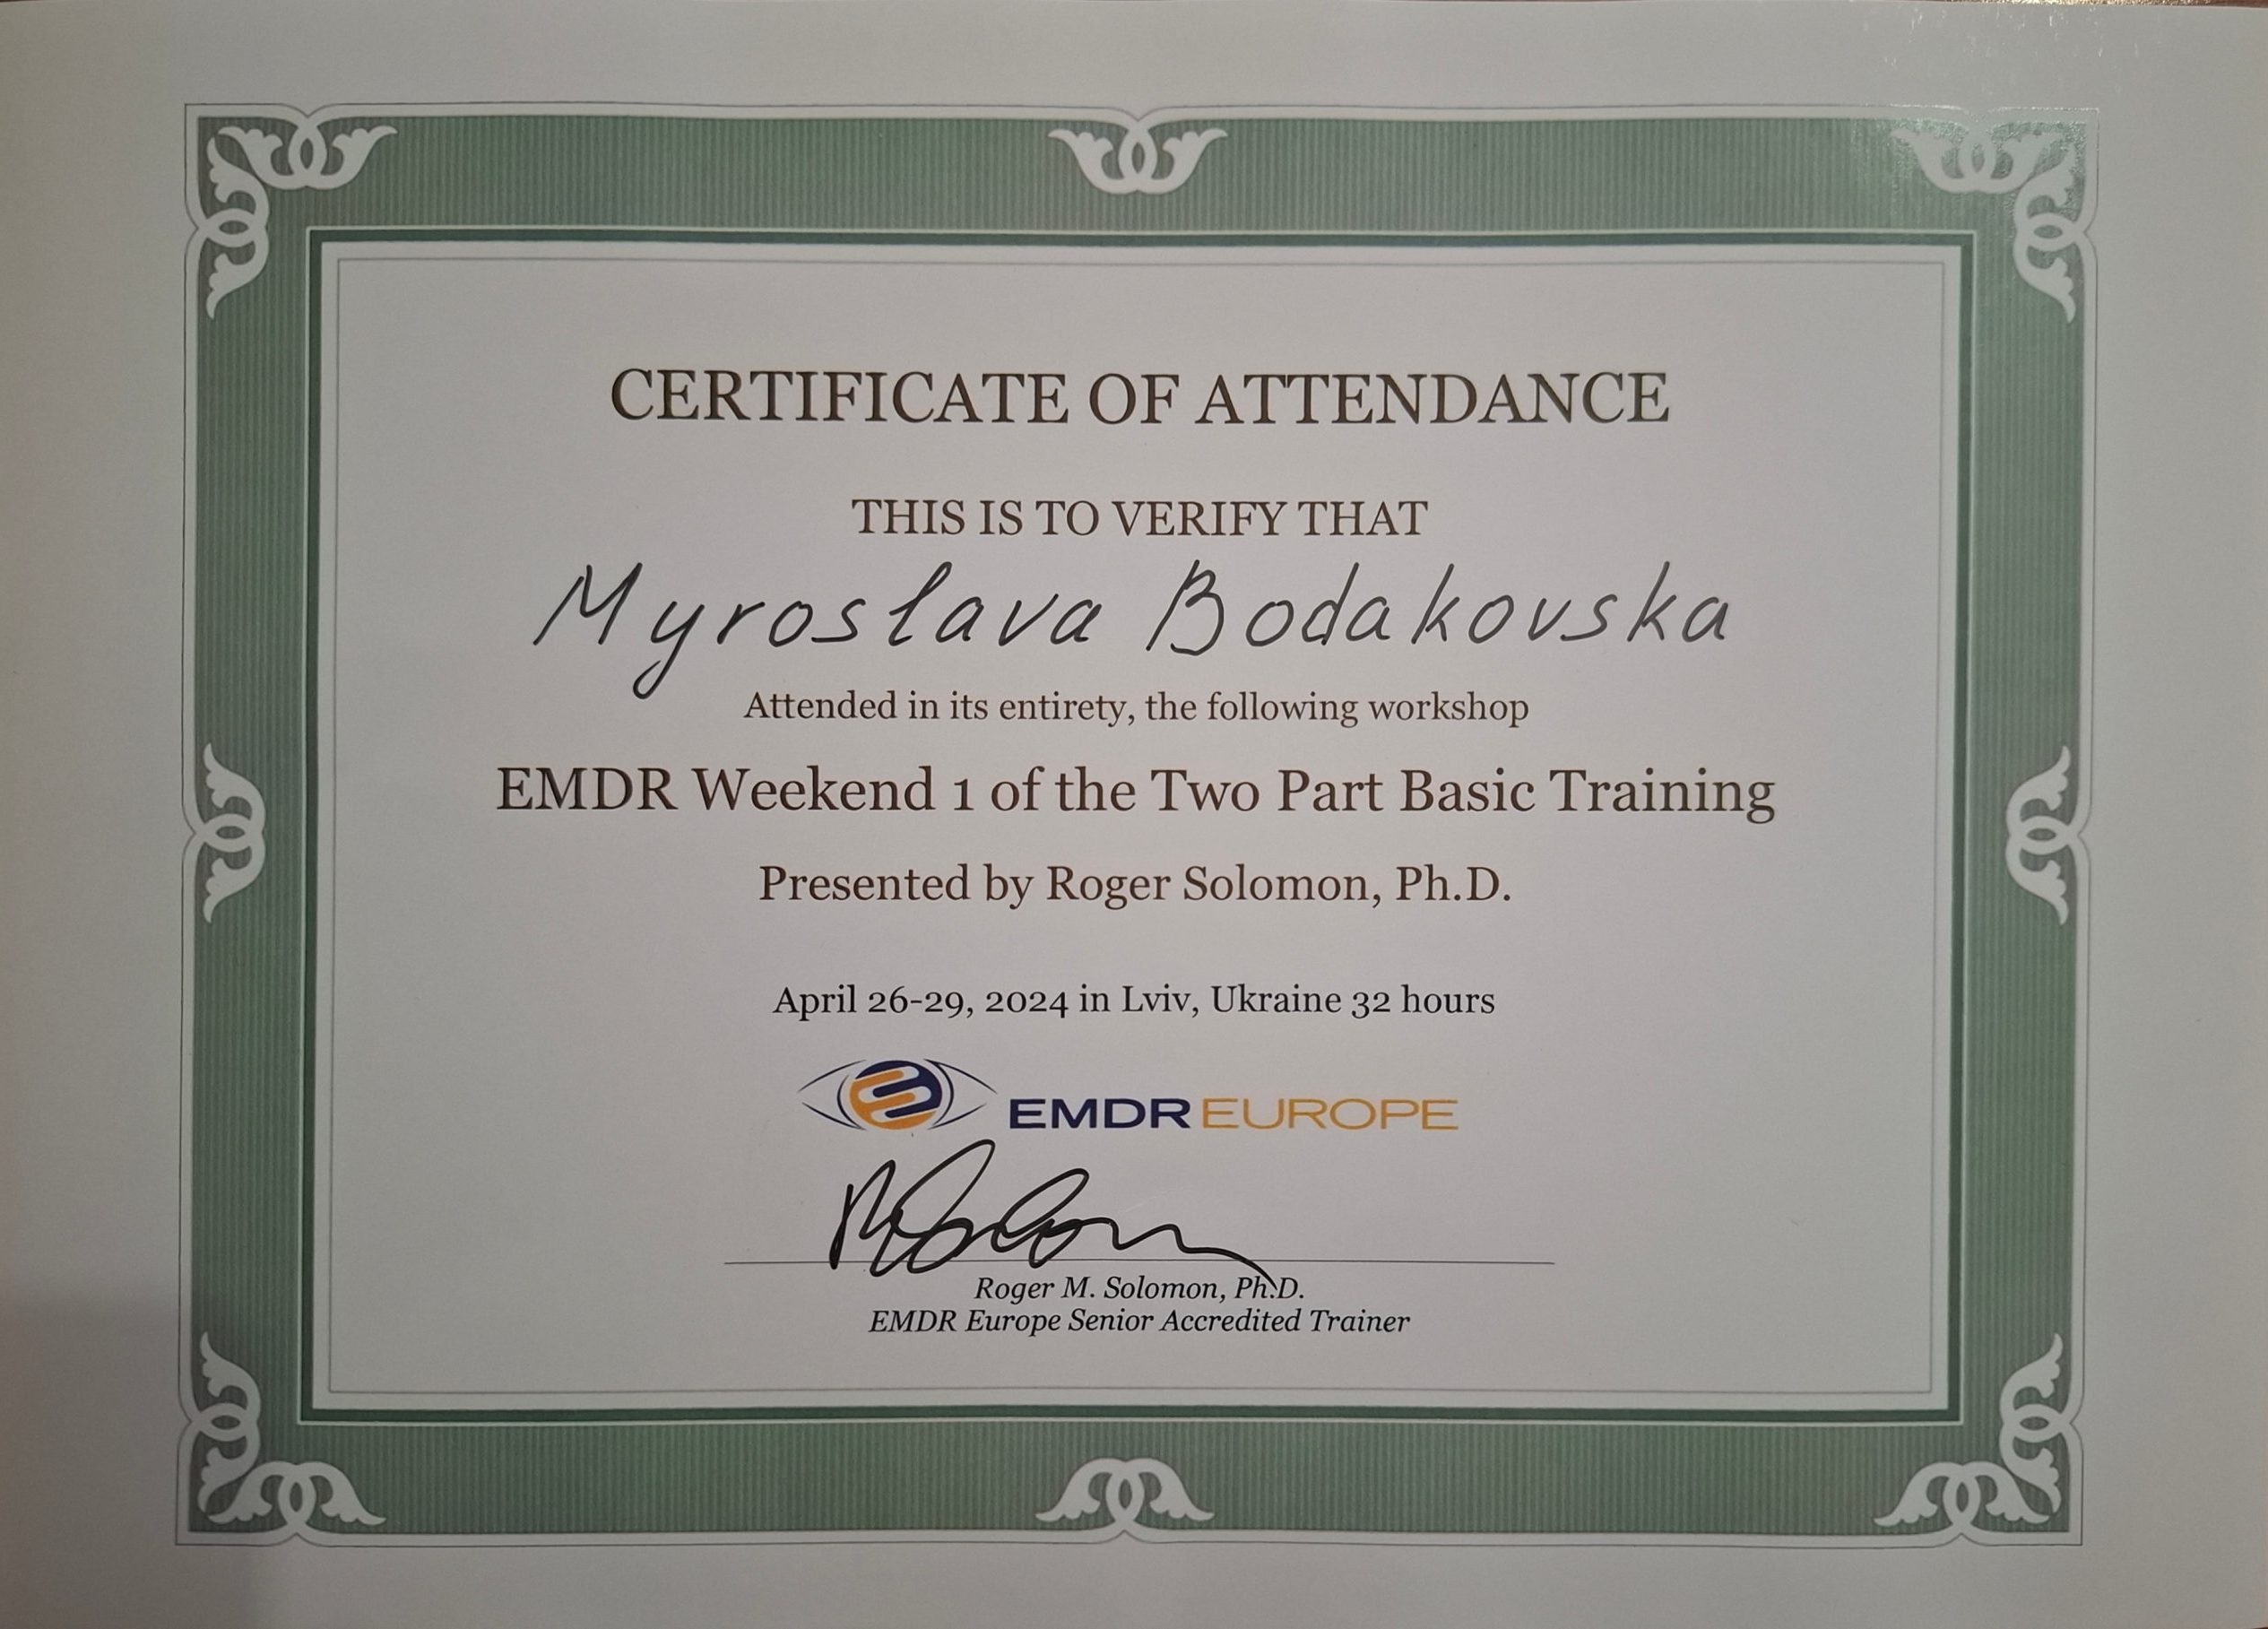 CERTIFICATE OF ATTENDANCE
THIS IS TO VERIFY THAT
Myroslava Bodakovska
Attended in its entirety, the following workshop
EMDR Weekend 1 of the Two Part Basic Training
Presented by Roger Solomon, Ph.D.
April 26-29, 2024 in Lviv, Ukraine 32 hours
EMDR EUROPE
Roger M. Solomon, Ph.D.
EMDR Europe Senior Accredited Trainer